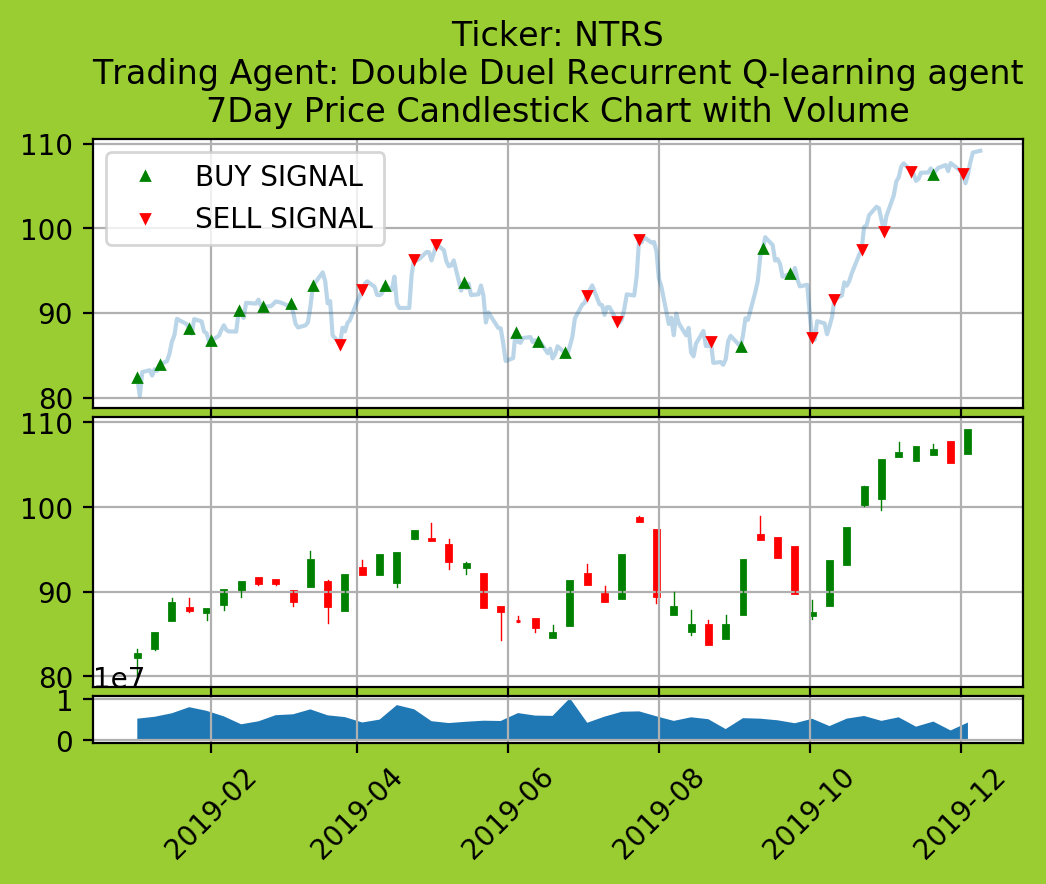 Ticker: NTRS
Trading Agent: Double Duel Recurrent Q-learning agent
7Day Price Candlestick Chart with Volume
110
100
90
80
BUY SIGNAL
SELL SIGNAL
110
100
90
80
1e7
1
0
2019-02
2019-04
2019-06
2019-08
2019-10
2019-12